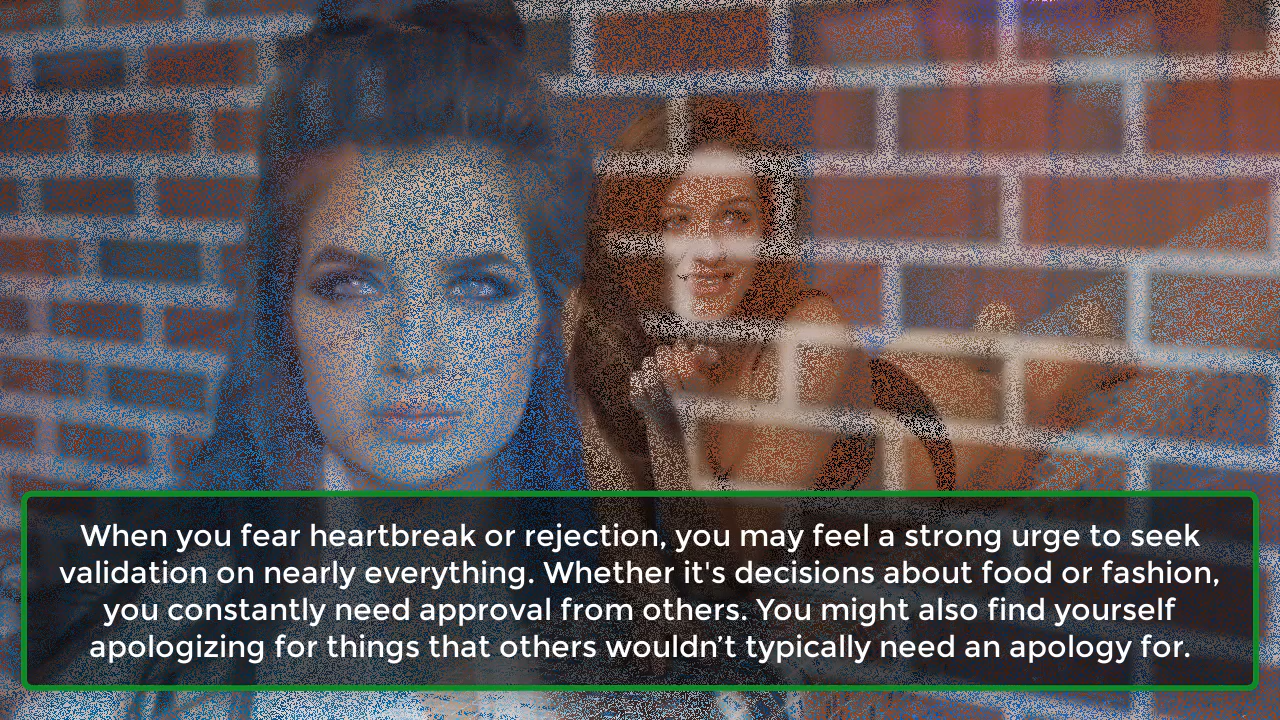 When you fear heartbreak or rejection, you may feel a strong urge to seek
validation on nearly everything. Whether it's decisions about food or fashion,
you constantly need approval from others. You might also find yourself
apologizing for things that others wouldn’t typically need an apology for.